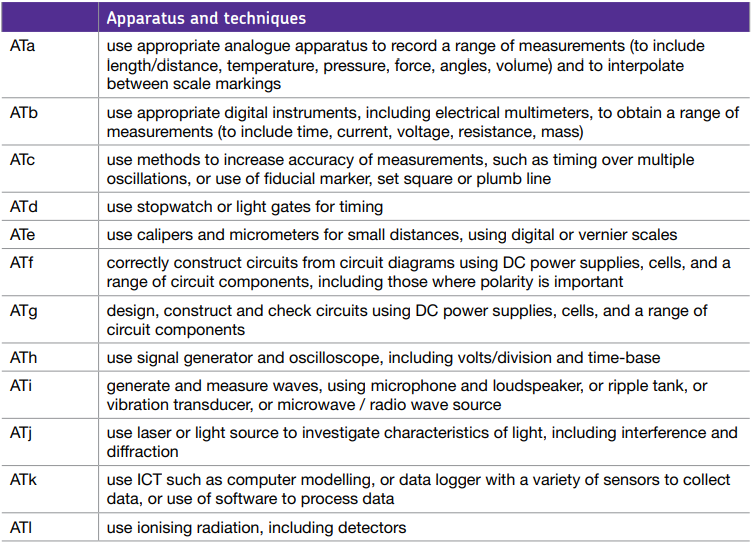 Apparatus and techniques
ATa use appropriate analogue apparatus to record a range of measurements (to include
length/distance, temperature, pressure, force, angles, volume) and to interpolate
between scale markings
ATb use appropriate digital instruments, including electrical multimeters, to obtain a range of
measurements (to include time, current, voltage, resistance, mass)
ATc use methods to increase accuracy of measurements, such as timing over multiple
oscillations, or use of fiducial marker, set square or plumb line
ATd use stopwatch or light gates for timing
ATe use calipers and micrometers for small distances, using digital or vernier scales
ATf correctly construct circuits from circuit diagrams using DC power supplies, cells, and a
range of circuit components, including those where polarity is important
ATg design, construct and check circuits using DC power supplies, cells, and a range of
circuit components
ATh use signal generator and oscilloscope, including volts/division and time-base
ATi generate and measure waves, using microphone and loudspeaker, or ripple tank, or
vibration transducer, or microwave / radio wave source
ATj use laser or light source to investigate characteristics of light, including interference and
diffraction
ATk use ICT such as computer modelling, or data logger with a variety of sensors to collect
data, or use of software to process data
ATl use ionising radiation, including detectors